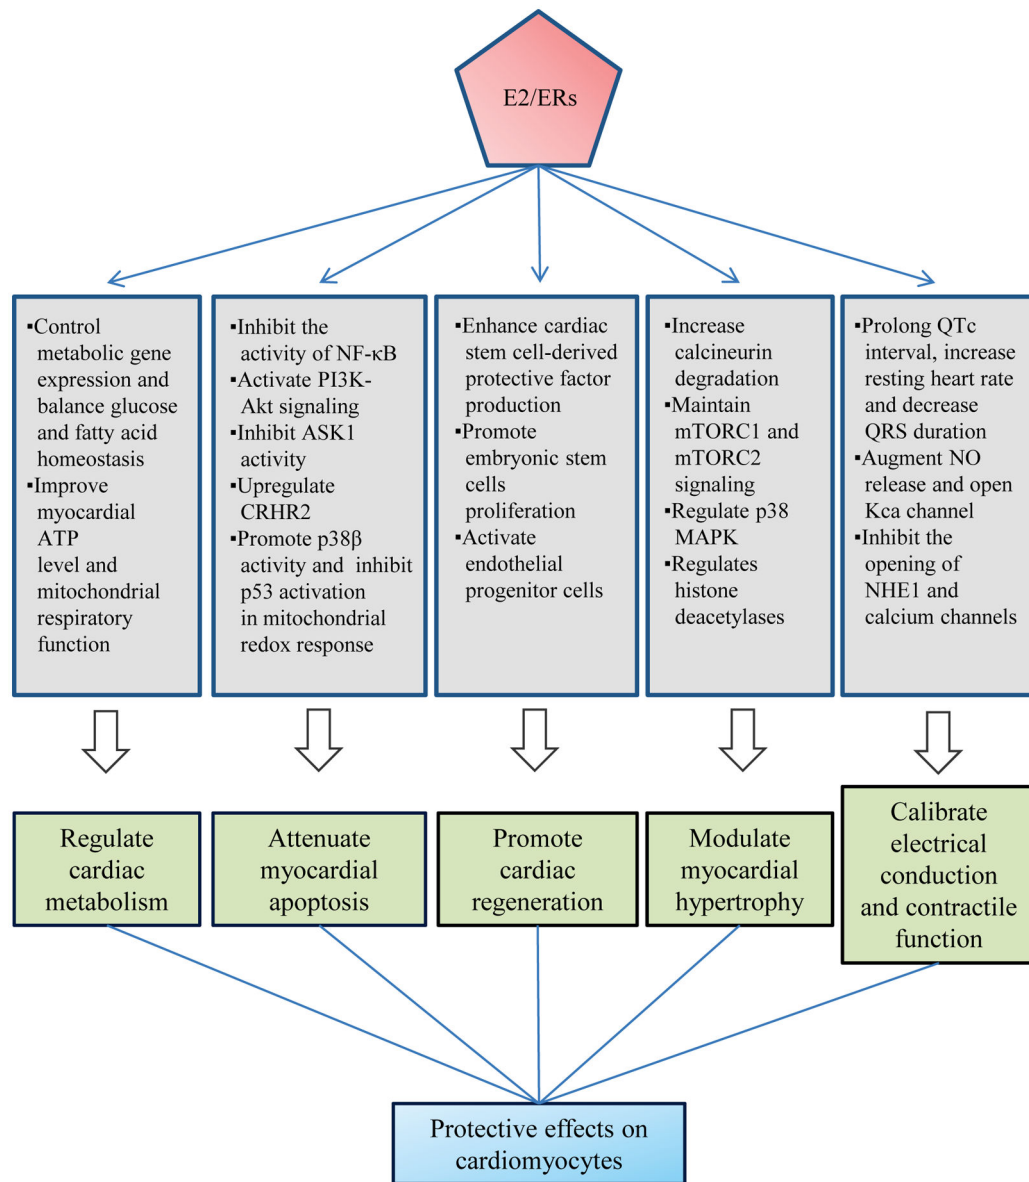 E2/ERs
▪Control
metabolic gene
expression and
balance glucose
and fatty acid
homeostasis
▪Improve
myocardial
ATP
level and
mitochondrial
respiratory
function
▪Inhibit the
activity of NF-κB
▪Activate PI3K-
Akt signaling
▪Inhibit ASK1
activity
▪Upregulate
CRHR2
▪Promote p38β
activity and inhibit
p53 activation
in mitochondrial
redox response
▪Enhance cardiac
stem cell-derived
protective factor
production
▪Promote
embryonic stem
cells
proliferation
▪Activate
endothelial
progenitor cells
▪Increase
calcineurin
degradation
▪Maintain
mTORC1 and
mTORC2
signaling
▪Regulate p38
MAPK
▪Regulates
histone
deacetylases
▪Prolong QTc
interval, increase
resting heart rate
and decrease
QRS duration
▪Augment NO
release and open
Kca channel
▪Inhibit the
opening of
NHE1 and
calcium channels
Regulate
cardiac
metabolism
Attenuate
myocardial
apoptosis
Promote
cardiac
regeneration
Modulate
myocardial
hypertrophy
Calibrate
electrical
conduction
and contractile
function
Protective effects on
cardiomyocytes